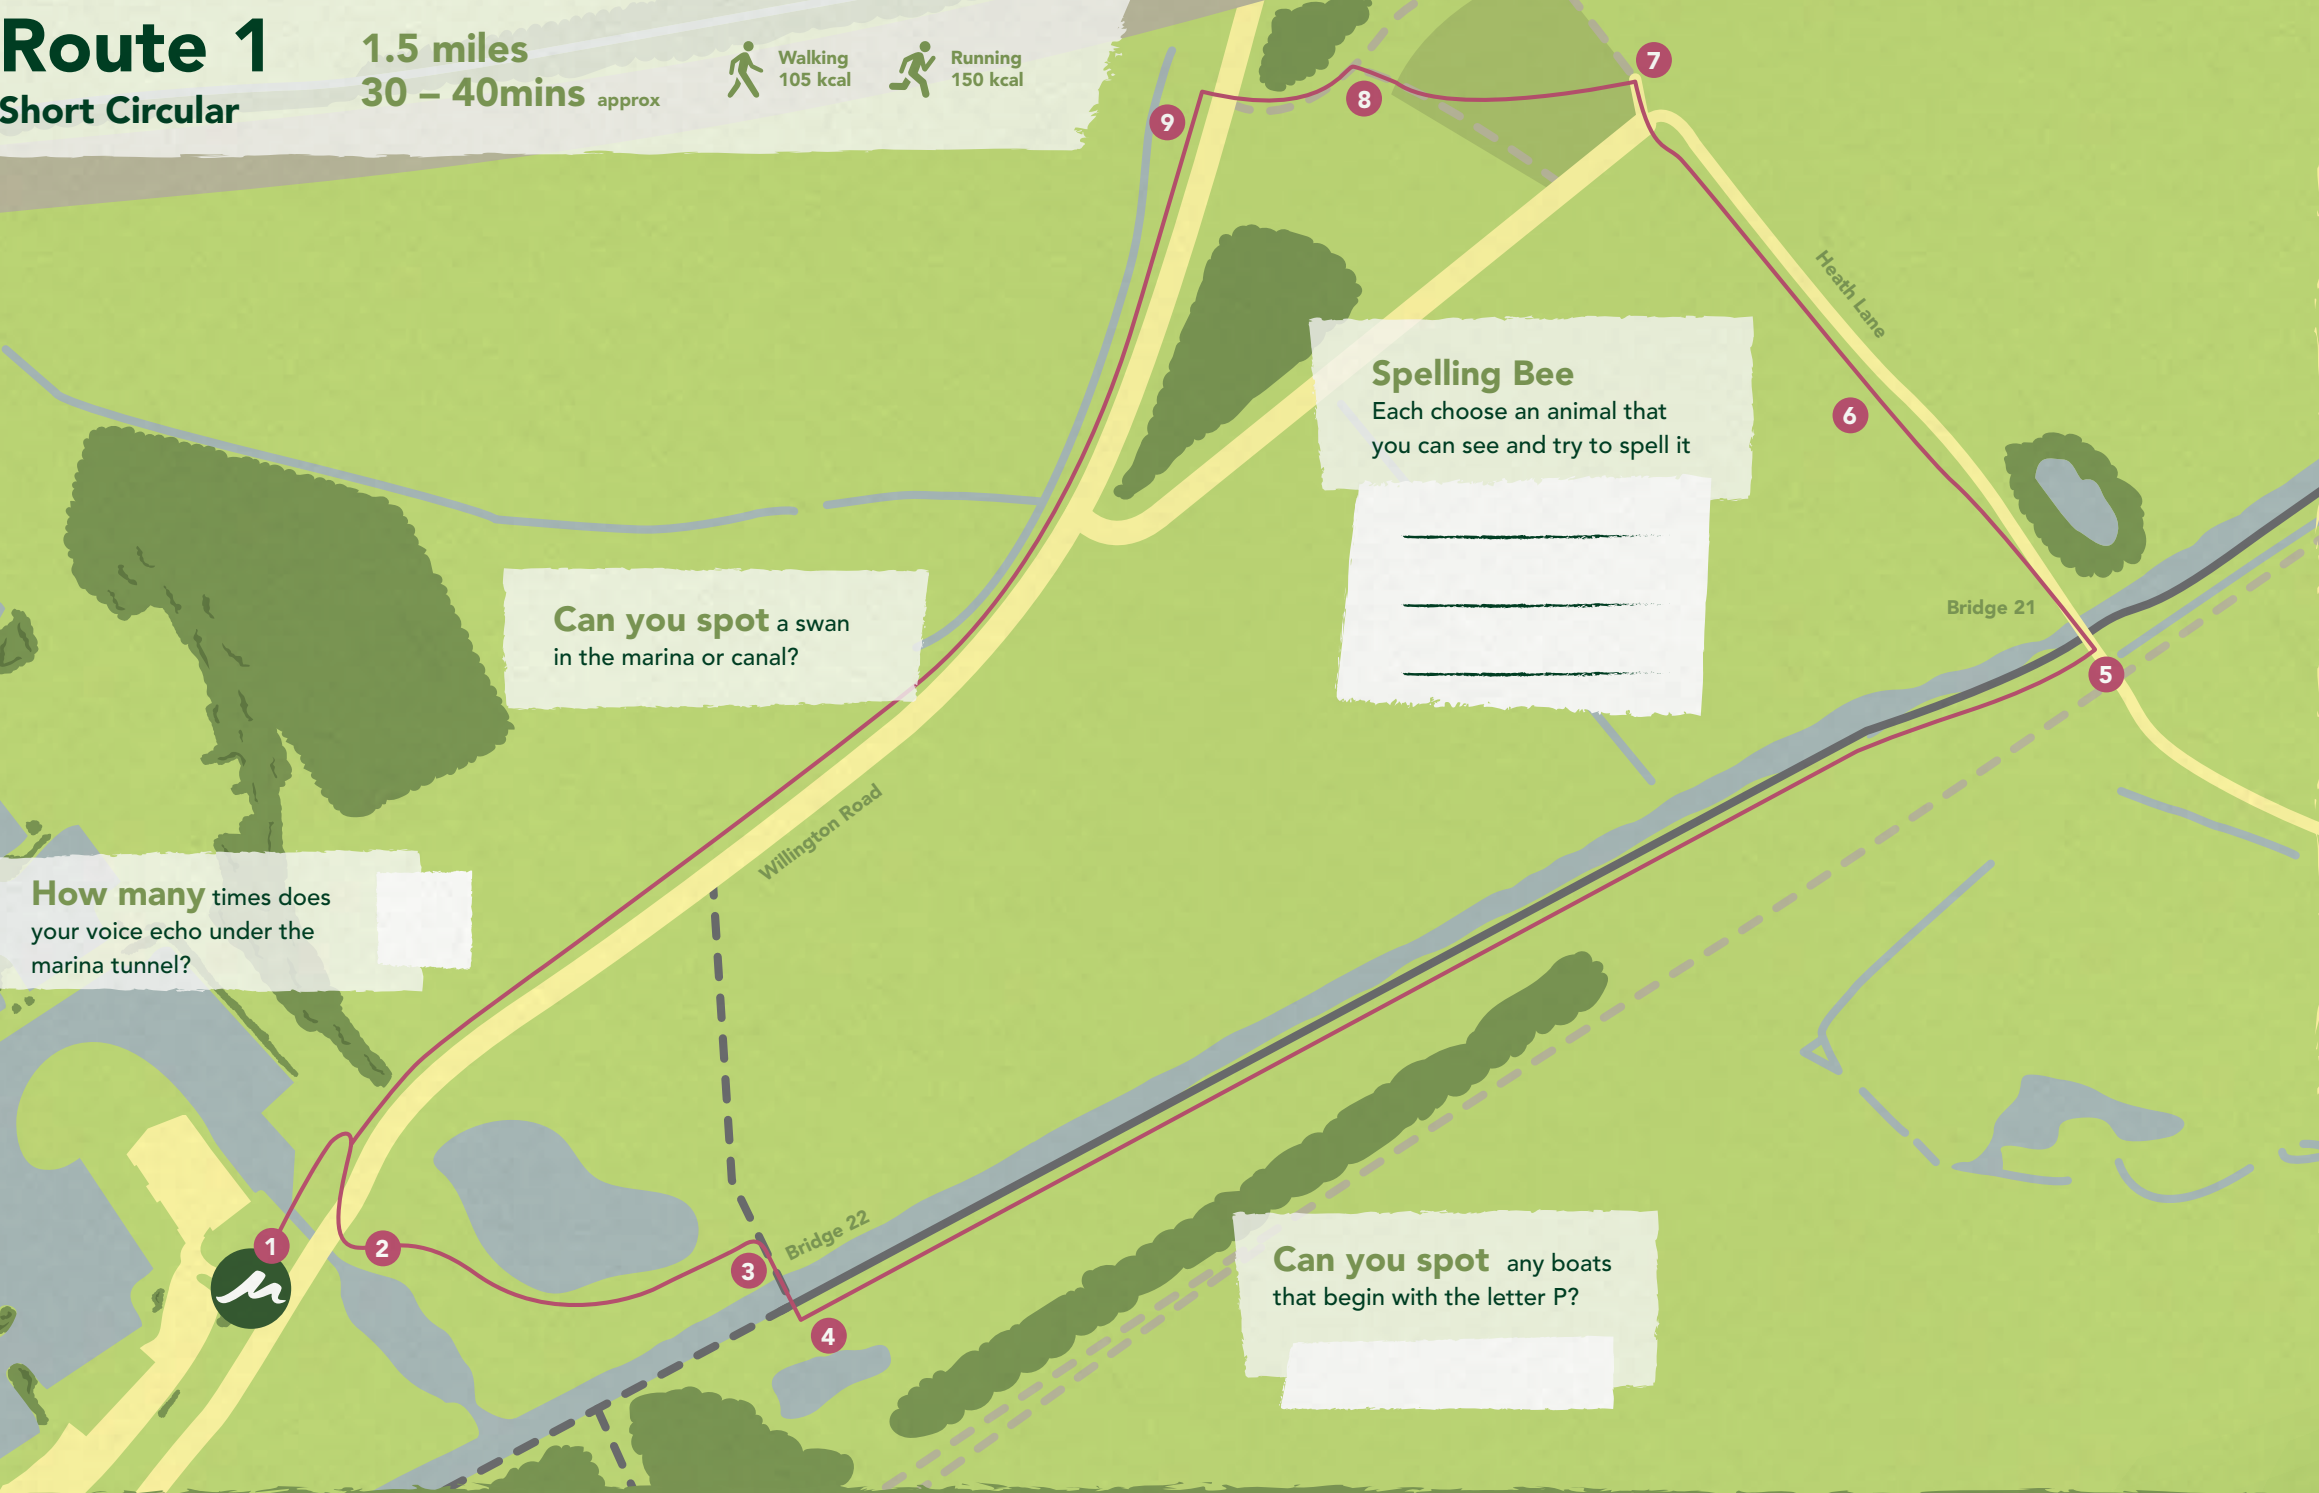 Route 1
Short Circular
1.5 miles
30 – 40mins approx
Walking
105 kcal
Running
150 kcal
7
8
9
Heath Lane
Spelling Bee
Each choose an animal that
you can see and try to spell it
6
Can you spot a swan
in the marina or canal?
Bridge 21
5
Willington Road
How many times does
your voice echo under the
marina tunnel?
Bridge 22
1
2
3
4
Can you spot any boats
that begin with the letter P?